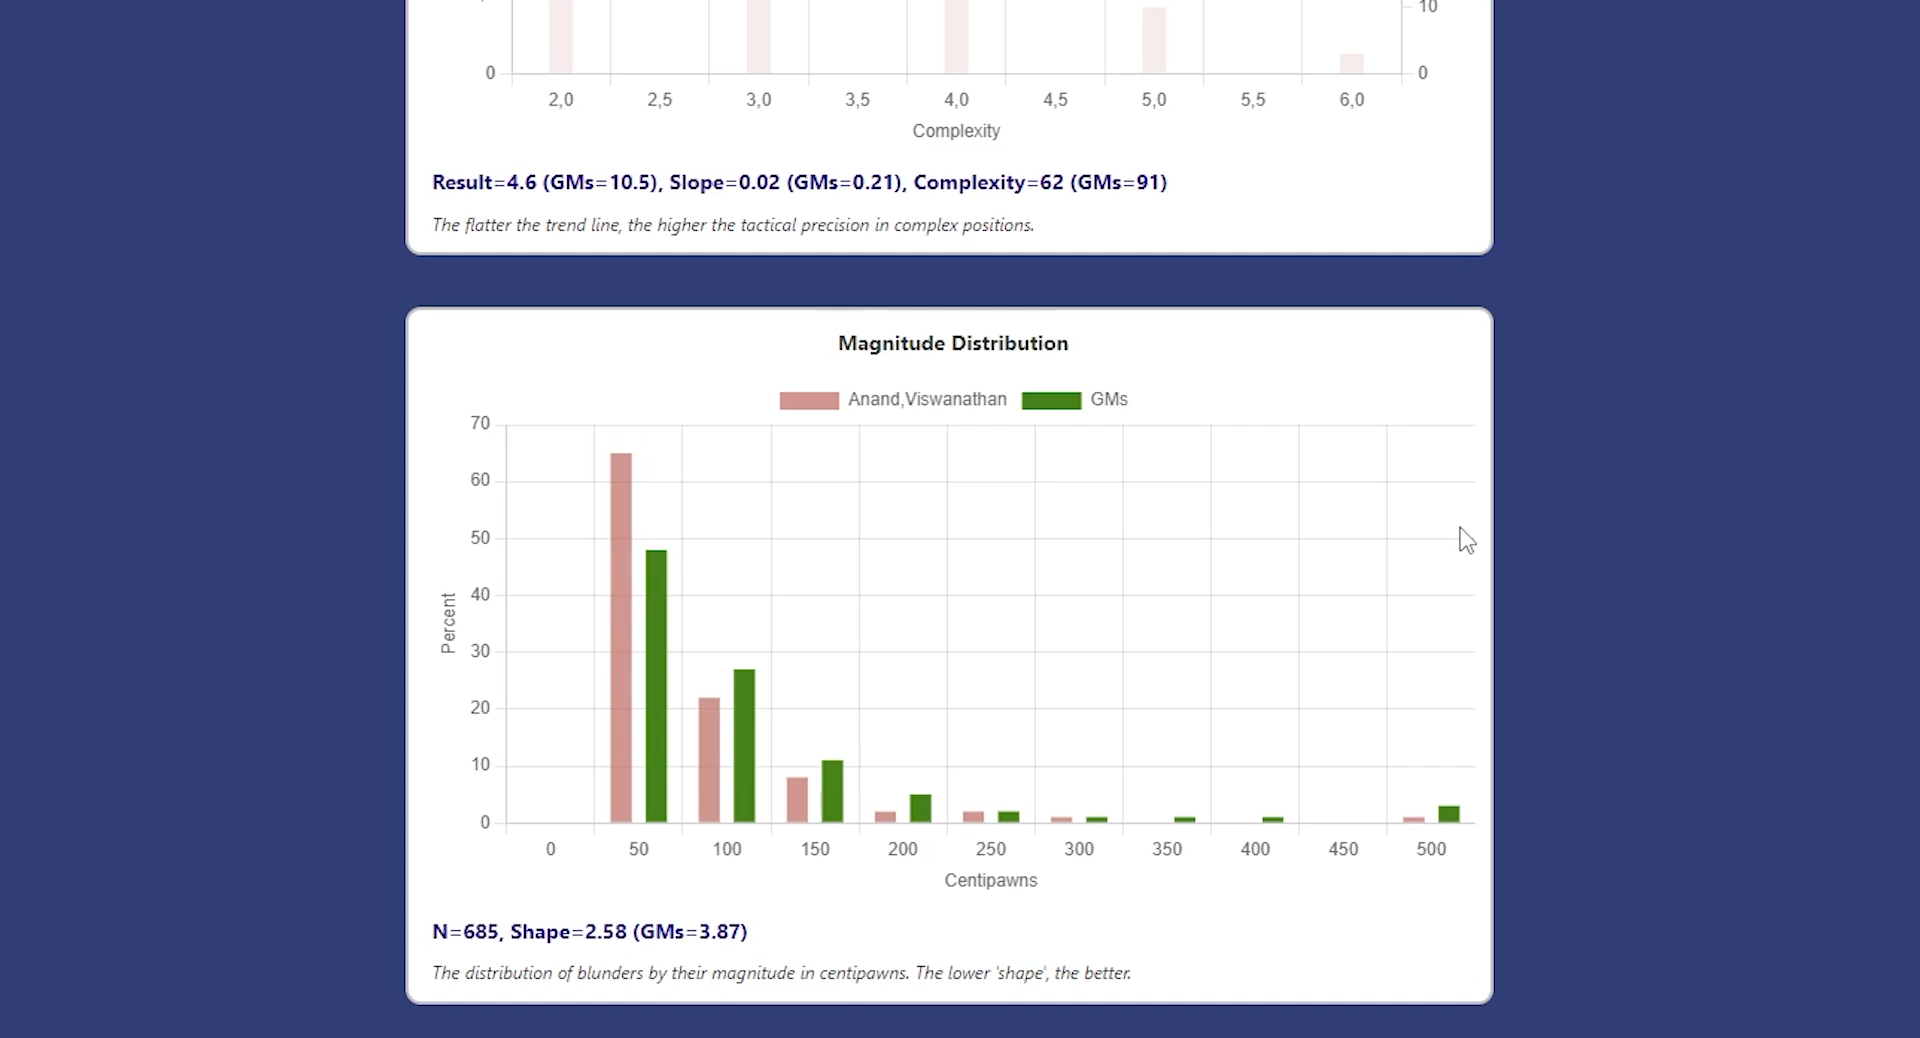 10
0 0
2,0 2,5 3,0 3,5 4,0 4,5 5,0 5,5 6,0
Complexity
Result=4.6 (GMs=10.5), Slope=0.02 (GMs=0.21), Complexity=62 (GMs=91)
The flatter the trend line, the higher the tactical precision in complex positions.
Magnitude Distribution
Anand,Viswanathan GMs
70
60
50
40
30
20
10
0
Percent
0 50 100 150 200 250 300 350 400 450 500
Centipawns
N=685, Shape=2.58 (GMs=3.87)
The distribution of blunders by their magnitude in centipawns. The lower 'shape', the better.